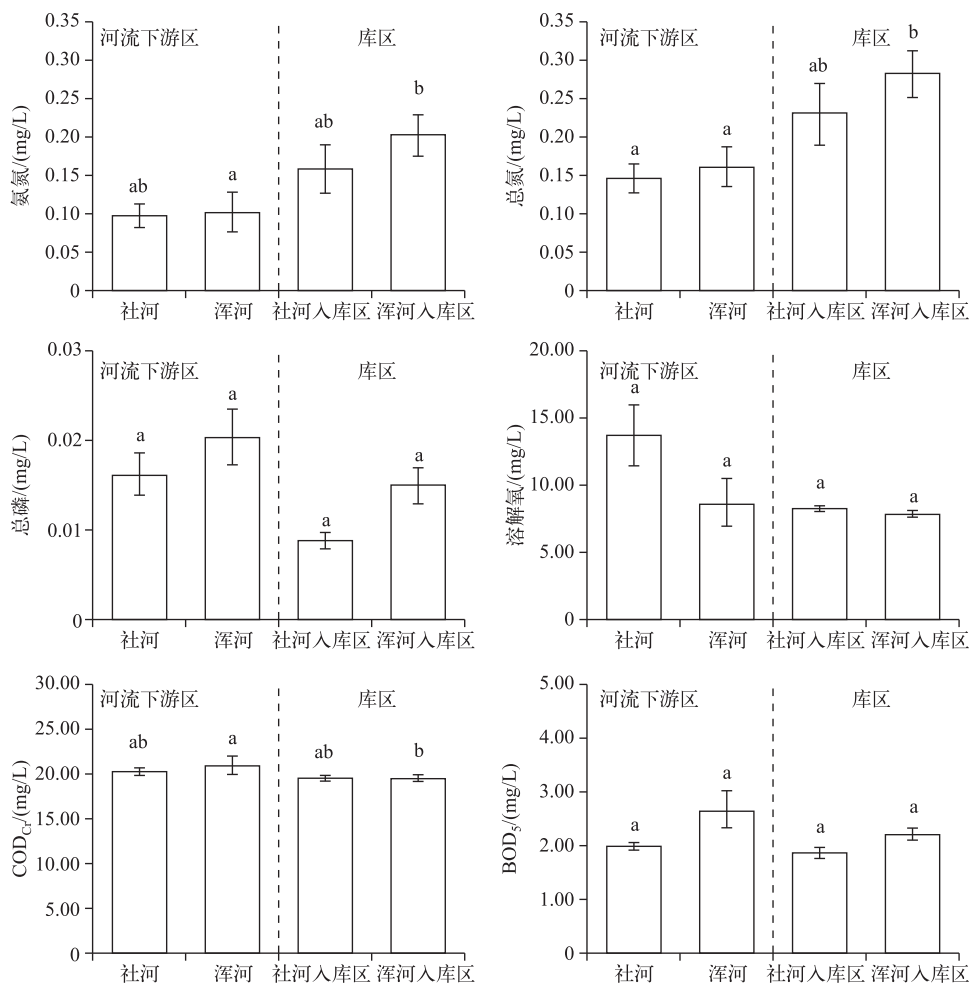 氨氮/(mg/L)
0.35
0.30
0.25
0.20
0.15
0.10
0.05
0
河流下游区
库区
ab
a
ab
b
社河
浑河
社河入库区
浑河入库区
总氮/(mg/L)
0.35
0.30
0.25
0.20
0.15
0.10
0.05
0
河流下游区
库区
a
a
ab
b
社河
浑河
社河入库区
浑河入库区
总磷/(mg/L)
0.03
0.02
0.01
0
河流下游区
库区
a
a
a
a
社河
浑河
社河入库区
浑河入库区
溶解氧/(mg/L)
20.00
15.00
10.00
5.00
0
河流下游区
库区
a
a
a
a
社河
浑河
社河入库区
浑河入库区
COD_Cr/(mg/L)
30.00
25.00
20.00
15.00
10.00
5.00
0
河流下游区
库区
ab
a
ab
b
社河
浑河
社河入库区
浑河入库区
BOD₅/(mg/L)
5.00
4.00
3.00
2.00
1.00
0
河流下游区
库区
a
a
a
a
社河
浑河
社河入库区
浑河入库区